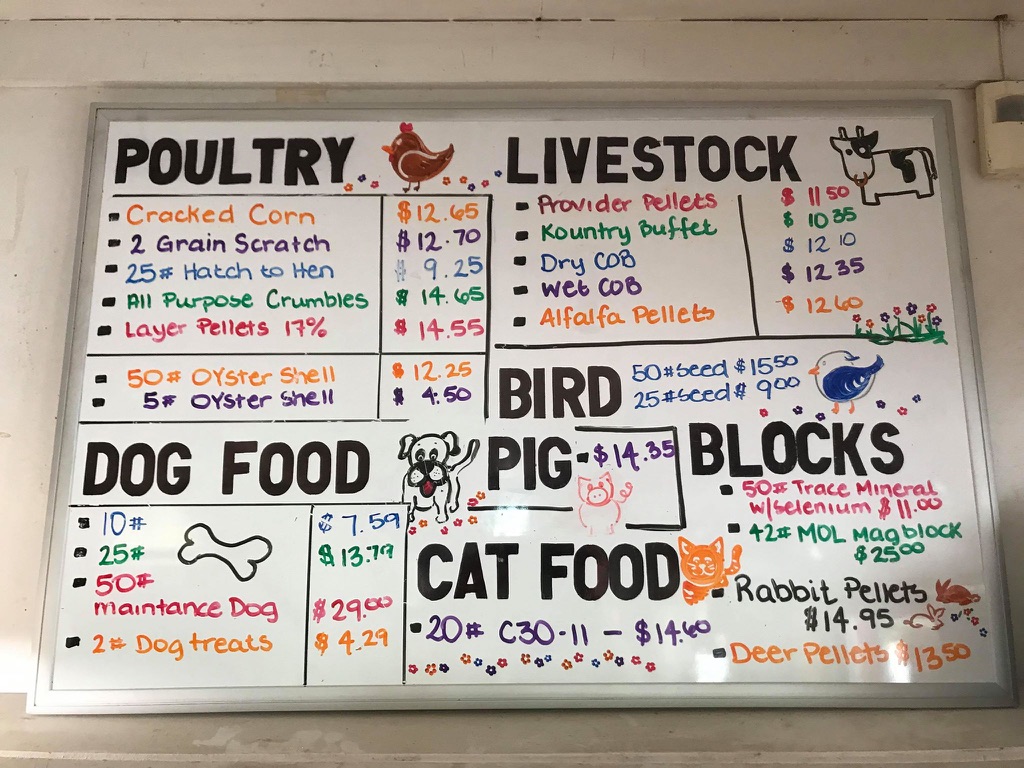 POULTRY
- Cracked Corn $12.65
- 2 Grain Scratch $12.70
- 25# Hatch to Hen $ 9.25
- All Purpose Crumbles $ 14.65
- Layer Pellets 17% $ 14.55
- 50# Oyster Shell $ 12.25
- 5# Oyster Shell $ 4.50
LIVESTOCK
- Provider Pellets $ 11 50
- Kountry Buffet $ 10 35
- Dry COB $ 12 10
- Wet COB $ 12 35
- Alfalfa Pellets $ 12 60
BIRD
50# Seed $ 15 50
25# Seed $ 9 00
DOG FOOD
- 10# $ 7.59
- 25# $ 13.79
- 50#
maintance Dog $ 29.00
- 2# Dog treats $ 4.29
PIG - $14.35
CAT FOOD
- 20# C30-11 - $14.60
BLOCKS
- 50# Trace Mineral
w/selenium $ 11.00
- 42# MOL Mag block
$ 25 00
- Rabbit Pellets
$14.95
- Deer Pellets $13 50